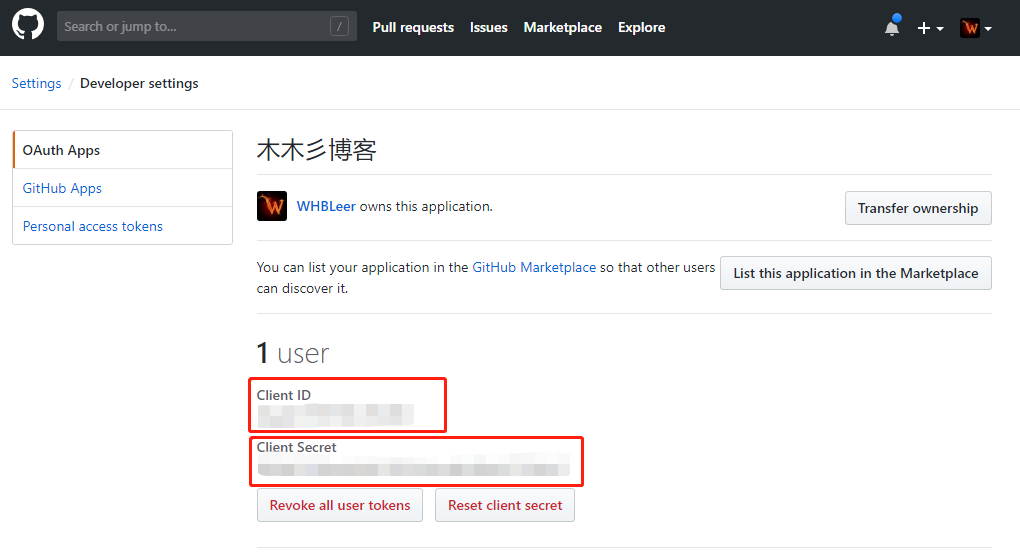 Search or jump to... / Pull requests Issues Marketplace Explore
Settings / Developer settings
OAuth Apps
GitHub Apps
Personal access tokens
木木彡博客
WHBLeer owns this application.
Transfer ownership
You can list your application in the GitHub Marketplace so that other users
can discover it.
List this application in the Marketplace
1 user
Client ID
Client Secret
Revoke all user tokens Reset client secret